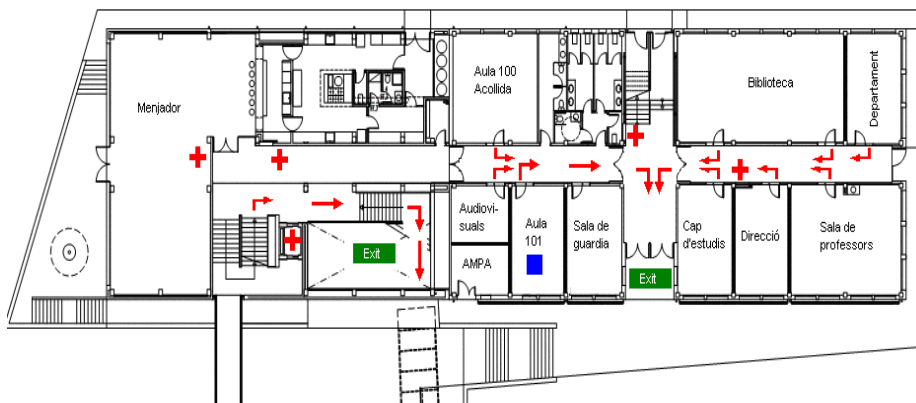 Aula 100
Acollida
Biblioteca
Departament
Menjador
Audiovi-
suals
AMPA
Aula
101
Sala de
guardia
Cap
d'estudis
Direcció
Sala de
professors
Exit
Exit